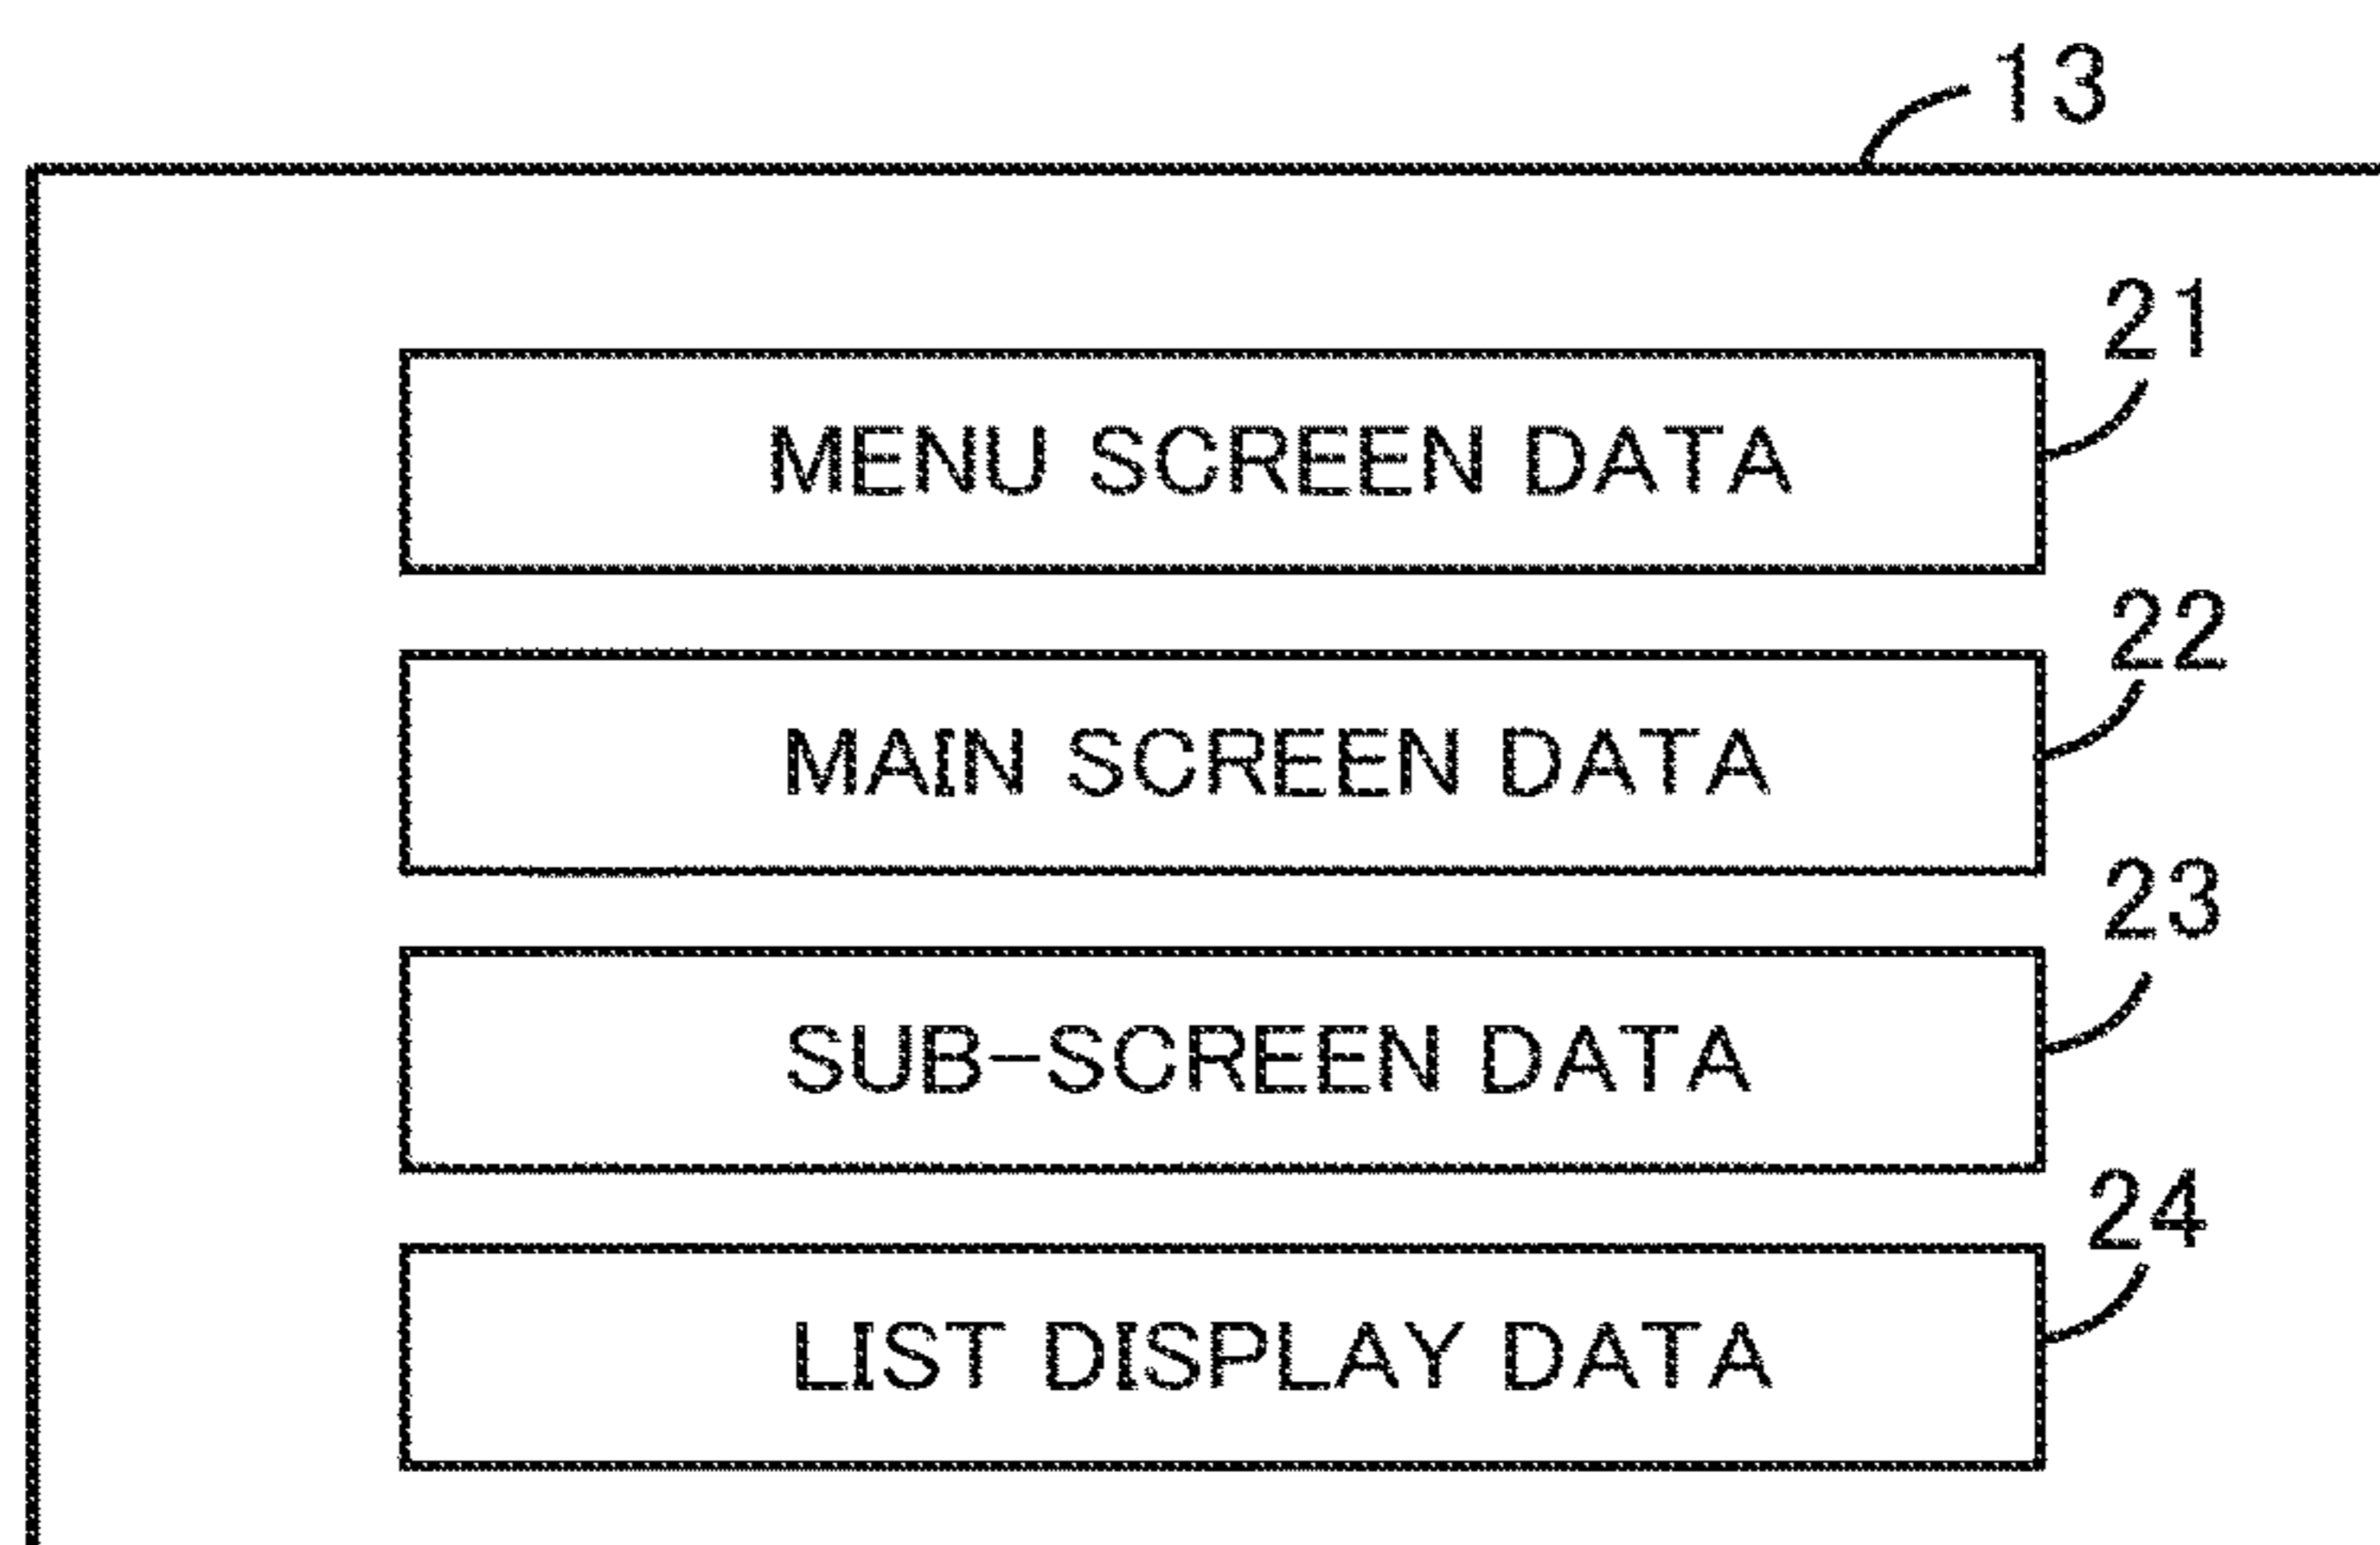 13
21
MENU SCREEN DATA
22
MAIN SCREEN DATA
23
SUB-SCREEN DATA
24
LIST DISPLAY DATA